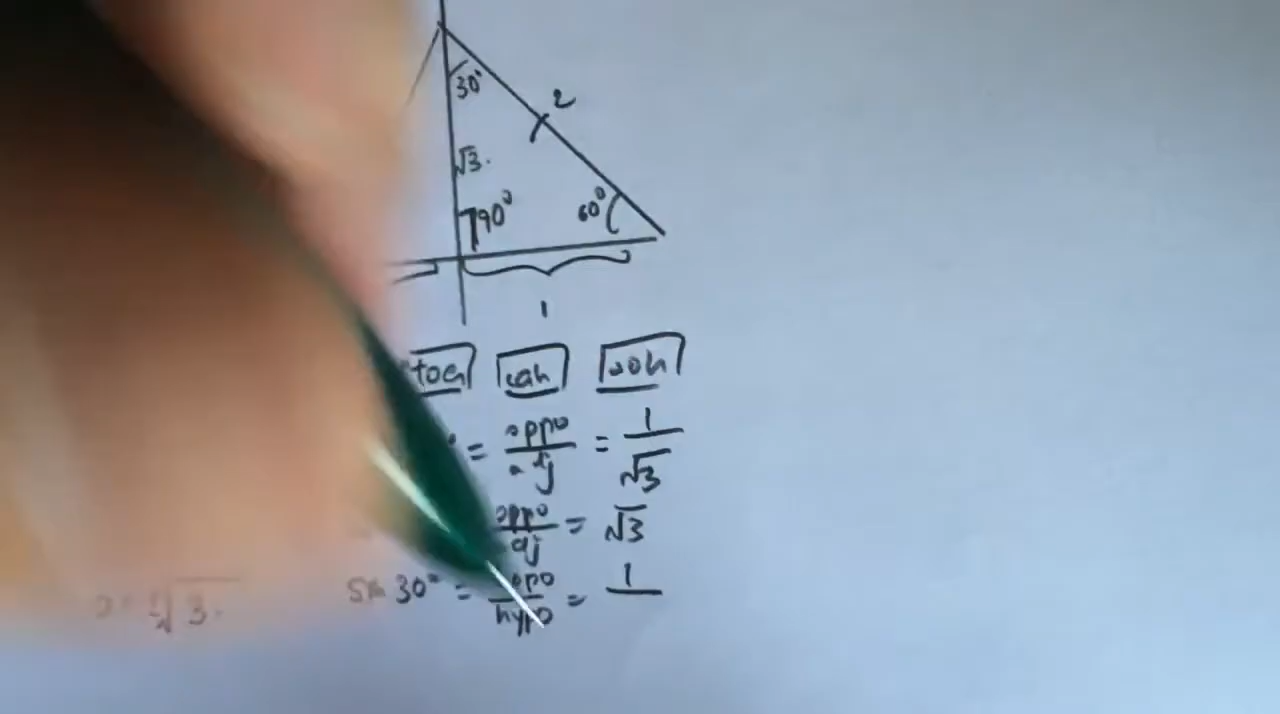 30°
2
√3.
90°
60°
1
toa cah soh
= oppo/adj = 1/√3
oppo/adj = √3
√3. sin 30° = oppo/hypo = 1